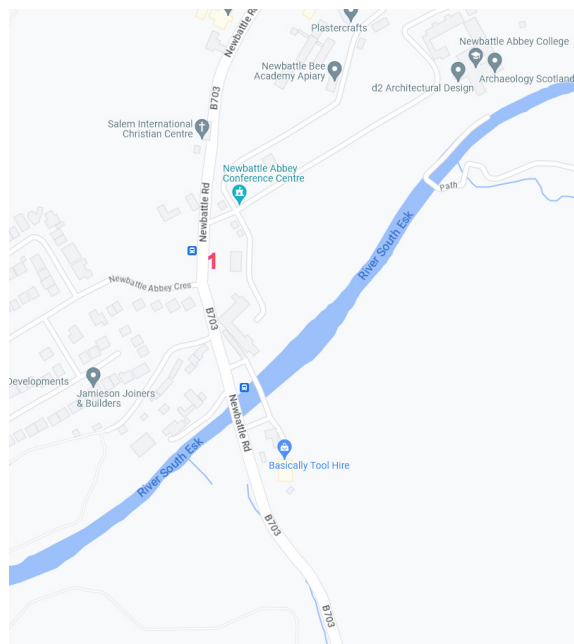 Newbattle Rd
Plastercrafts
Newbattle Abbey College
Newbattle Bee
Academy Apiary
Archaeology Scotland
d2 Architectural Design
B703
Salem International
Christian Centre
Newbattle Abbey
Conference Centre
Path
Newbattle Rd
River South Esk
1
Newbattle Abbey Cres
B703
Developments
Jamieson Joiners
& Builders
Newbattle Rd
River South Esk
Basically Tool Hire
B703
B703